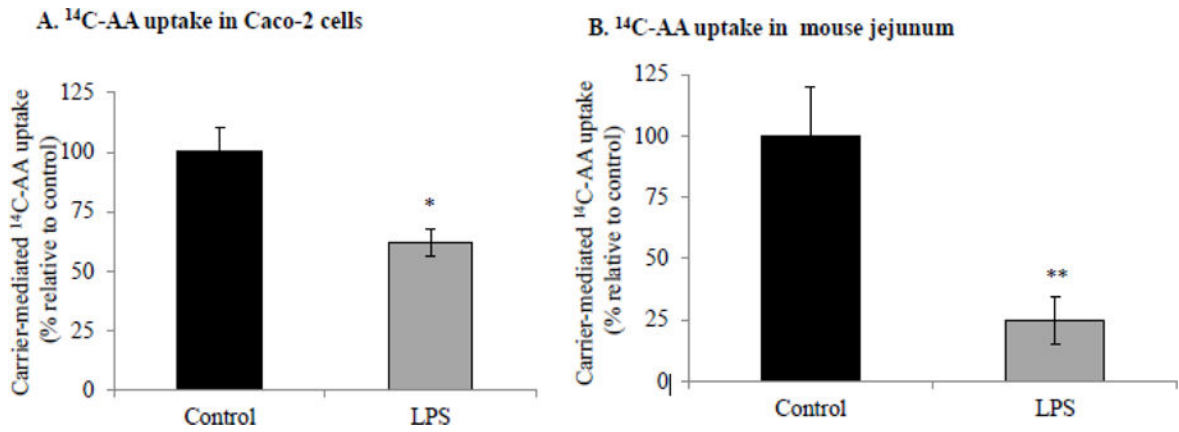 A. ¹⁴C-AA uptake in Caco-2 cells
Carrier-mediated ¹⁴C-AA uptake
(% relative to control)
125
100
75
50
25
0
*
Control
LPS
B. ¹⁴C-AA uptake in mouse jejunum
Carrier-mediated ¹⁴C-AA uptake
(% relative to control)
125
100
75
50
25
0
**
Control
LPS